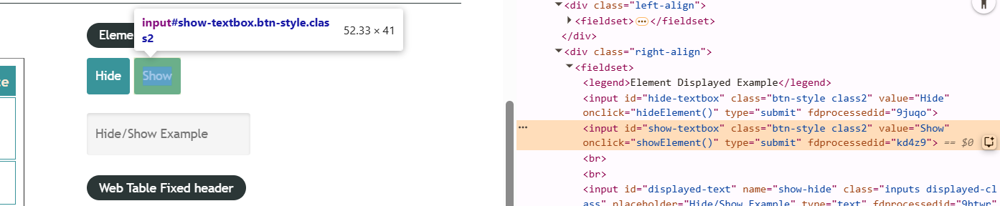 input#show-textbox.btn-style.clas
s2
52.33 × 41
Eleme
Hide
Show
ce
Hide/Show Example
Web Table Fixed header
<div class="left-align">
<fieldset> ••• </fieldset>
</div>
<div class="right-align">
<fieldset>
<legend>Element Displayed Example</legend>
<input id="hide-textbox" class="btn-style class2" value="Hide"
onclick="hideElement()" type="submit" fdprocessedid="9juqo">
<input id="show-textbox" class="btn-style class2" value="Show"
onclick="showElement()" type="submit" fdprocessedid="kd4z9"> == $0
<br>
<br>
<input id="displayed-text" name="show-hide" class="inputs displayed-cl
ass" placeholder="Hide/Show Example" type="text" fdprocessedid="9htwr"